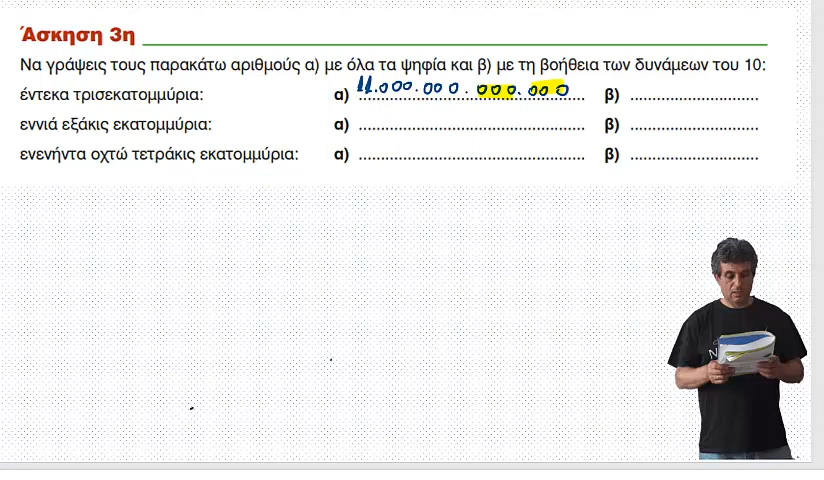 Άσκηση 3η
Να γράψεις τους παρακάτω αριθμούς α) με όλα τα ψηφία και β) με τη βοήθεια των δυνάμεων του 10:
έντεκα τρισεκατομμύρια: α) 11.000.000.000.000 β) ..............................
εννιά εξάκις εκατομμύρια: α) .................................................... β) ..............................
ενενήντα οχτώ τετράκις εκατομμύρια: α) .................................................... β) ..............................